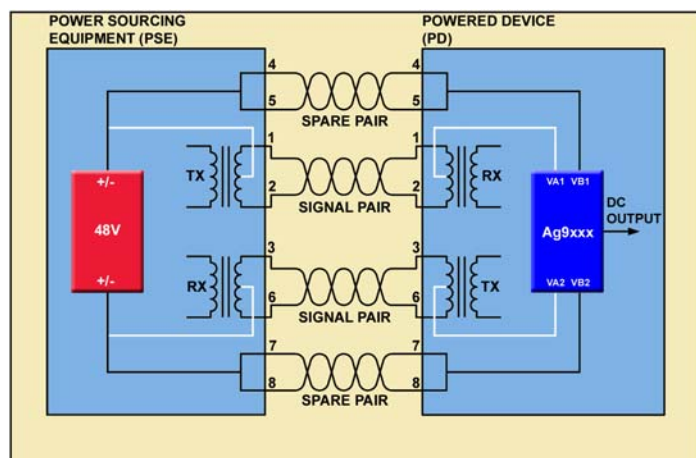 POWER SOURCING
EQUIPMENT (PSE)
POWERED DEVICE
(PD)
4
4
5
5
SPARE PAIR
1
1
TX
RX
2
2
SIGNAL PAIR
+/-
48V
+/-
VA1 VB1
Ag9xxx
VA2 VB2
DC
OUTPUT
3
3
RX
TX
6
6
SIGNAL PAIR
7
7
8
8
SPARE PAIR